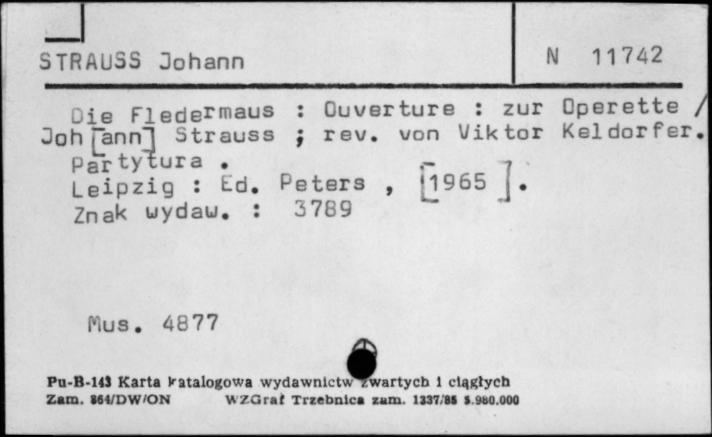 STRAUSS Johann N 11742
Die Fledermaus : Ouverture : zur Operette /
Joh[ann] Strauss ; rev. von Viktor Keldorfer.
Partytura .
Leipzig : Ed. Peters , [1965].
Znak wydaw. : 3789
Mus. 4877
Pu-B-143 Karta katalogowa wydawnictw zwartych i ciągłych
Zam. 864/DW/ON WZGraf Trzebnica zam. 1337/86 5.980.000